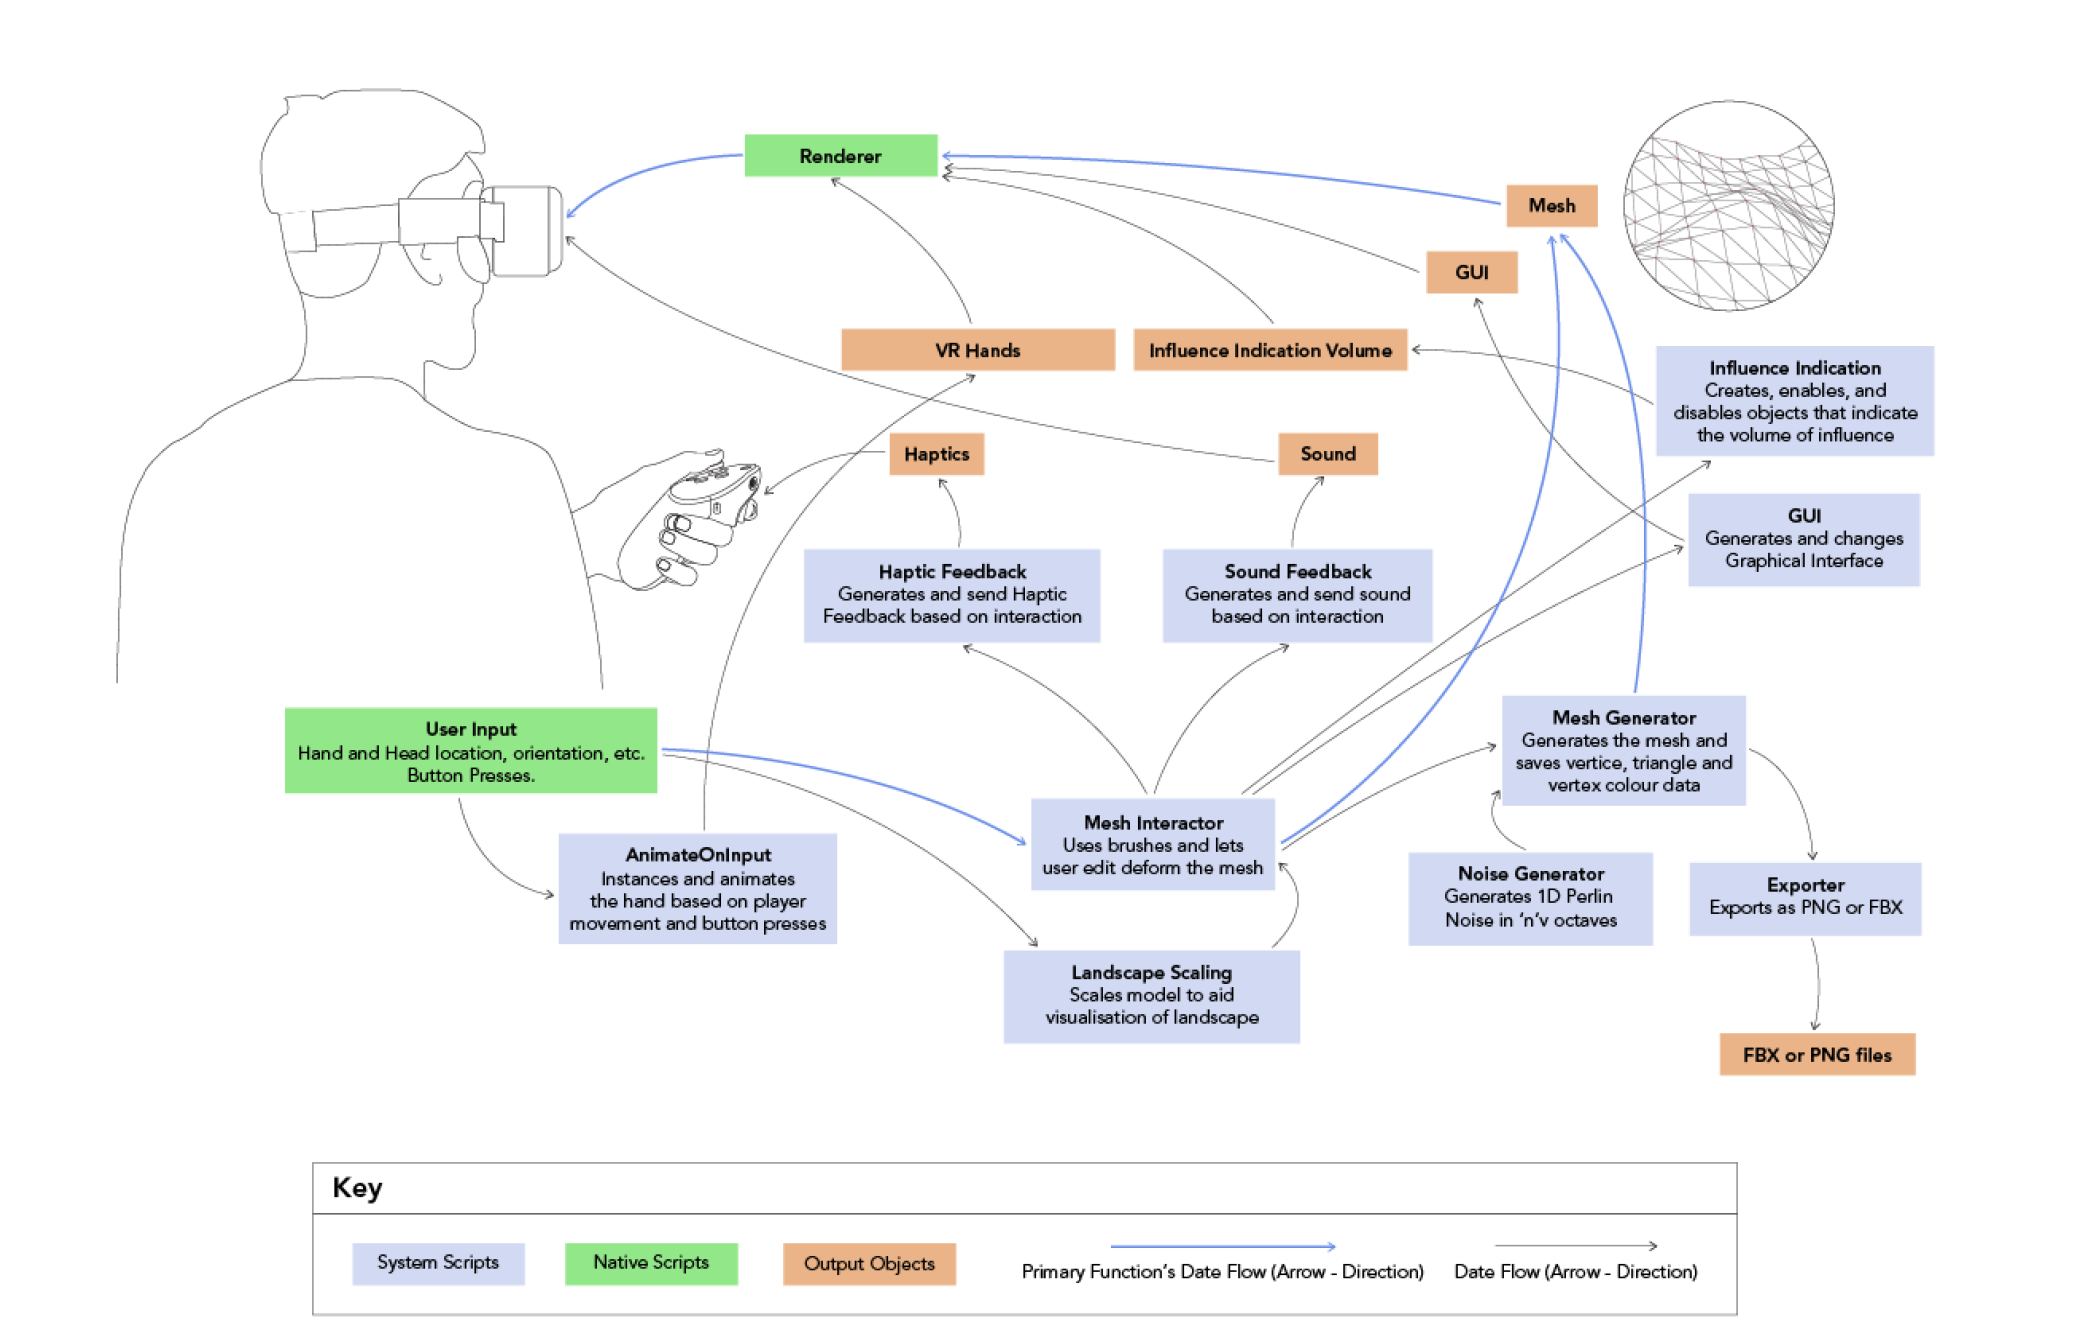 Renderer
Mesh
GUI
VR Hands
Influence Indication Volume
Influence Indication
Creates, enables, and
disables objects that indicate
the volume of influence
Haptics
Sound
GUI
Generates and changes
Graphical Interface
Haptic Feedback
Generates and send Haptic
Feedback based on interaction
Sound Feedback
Generates and send sound
based on interaction
User Input
Hand and Head location, orientation, etc.
Button Presses.
Mesh Generator
Generates the mesh and
saves vertice, triangle and
vertex colour data
Mesh Interactor
Uses brushes and lets
user edit deform the mesh
AnimateOnInput
Instances and animates
the hand based on player
movement and button presses
Noise Generator
Generates 1D Perlin
Noise in ‘n’v octaves
Exporter
Exports as PNG or FBX
Landscape Scaling
Scales model to aid
visualisation of landscape
FBX or PNG files
Key
System Scripts
Native Scripts
Output Objects
Primary Function’s Date Flow (Arrow - Direction)
Date Flow (Arrow - Direction)